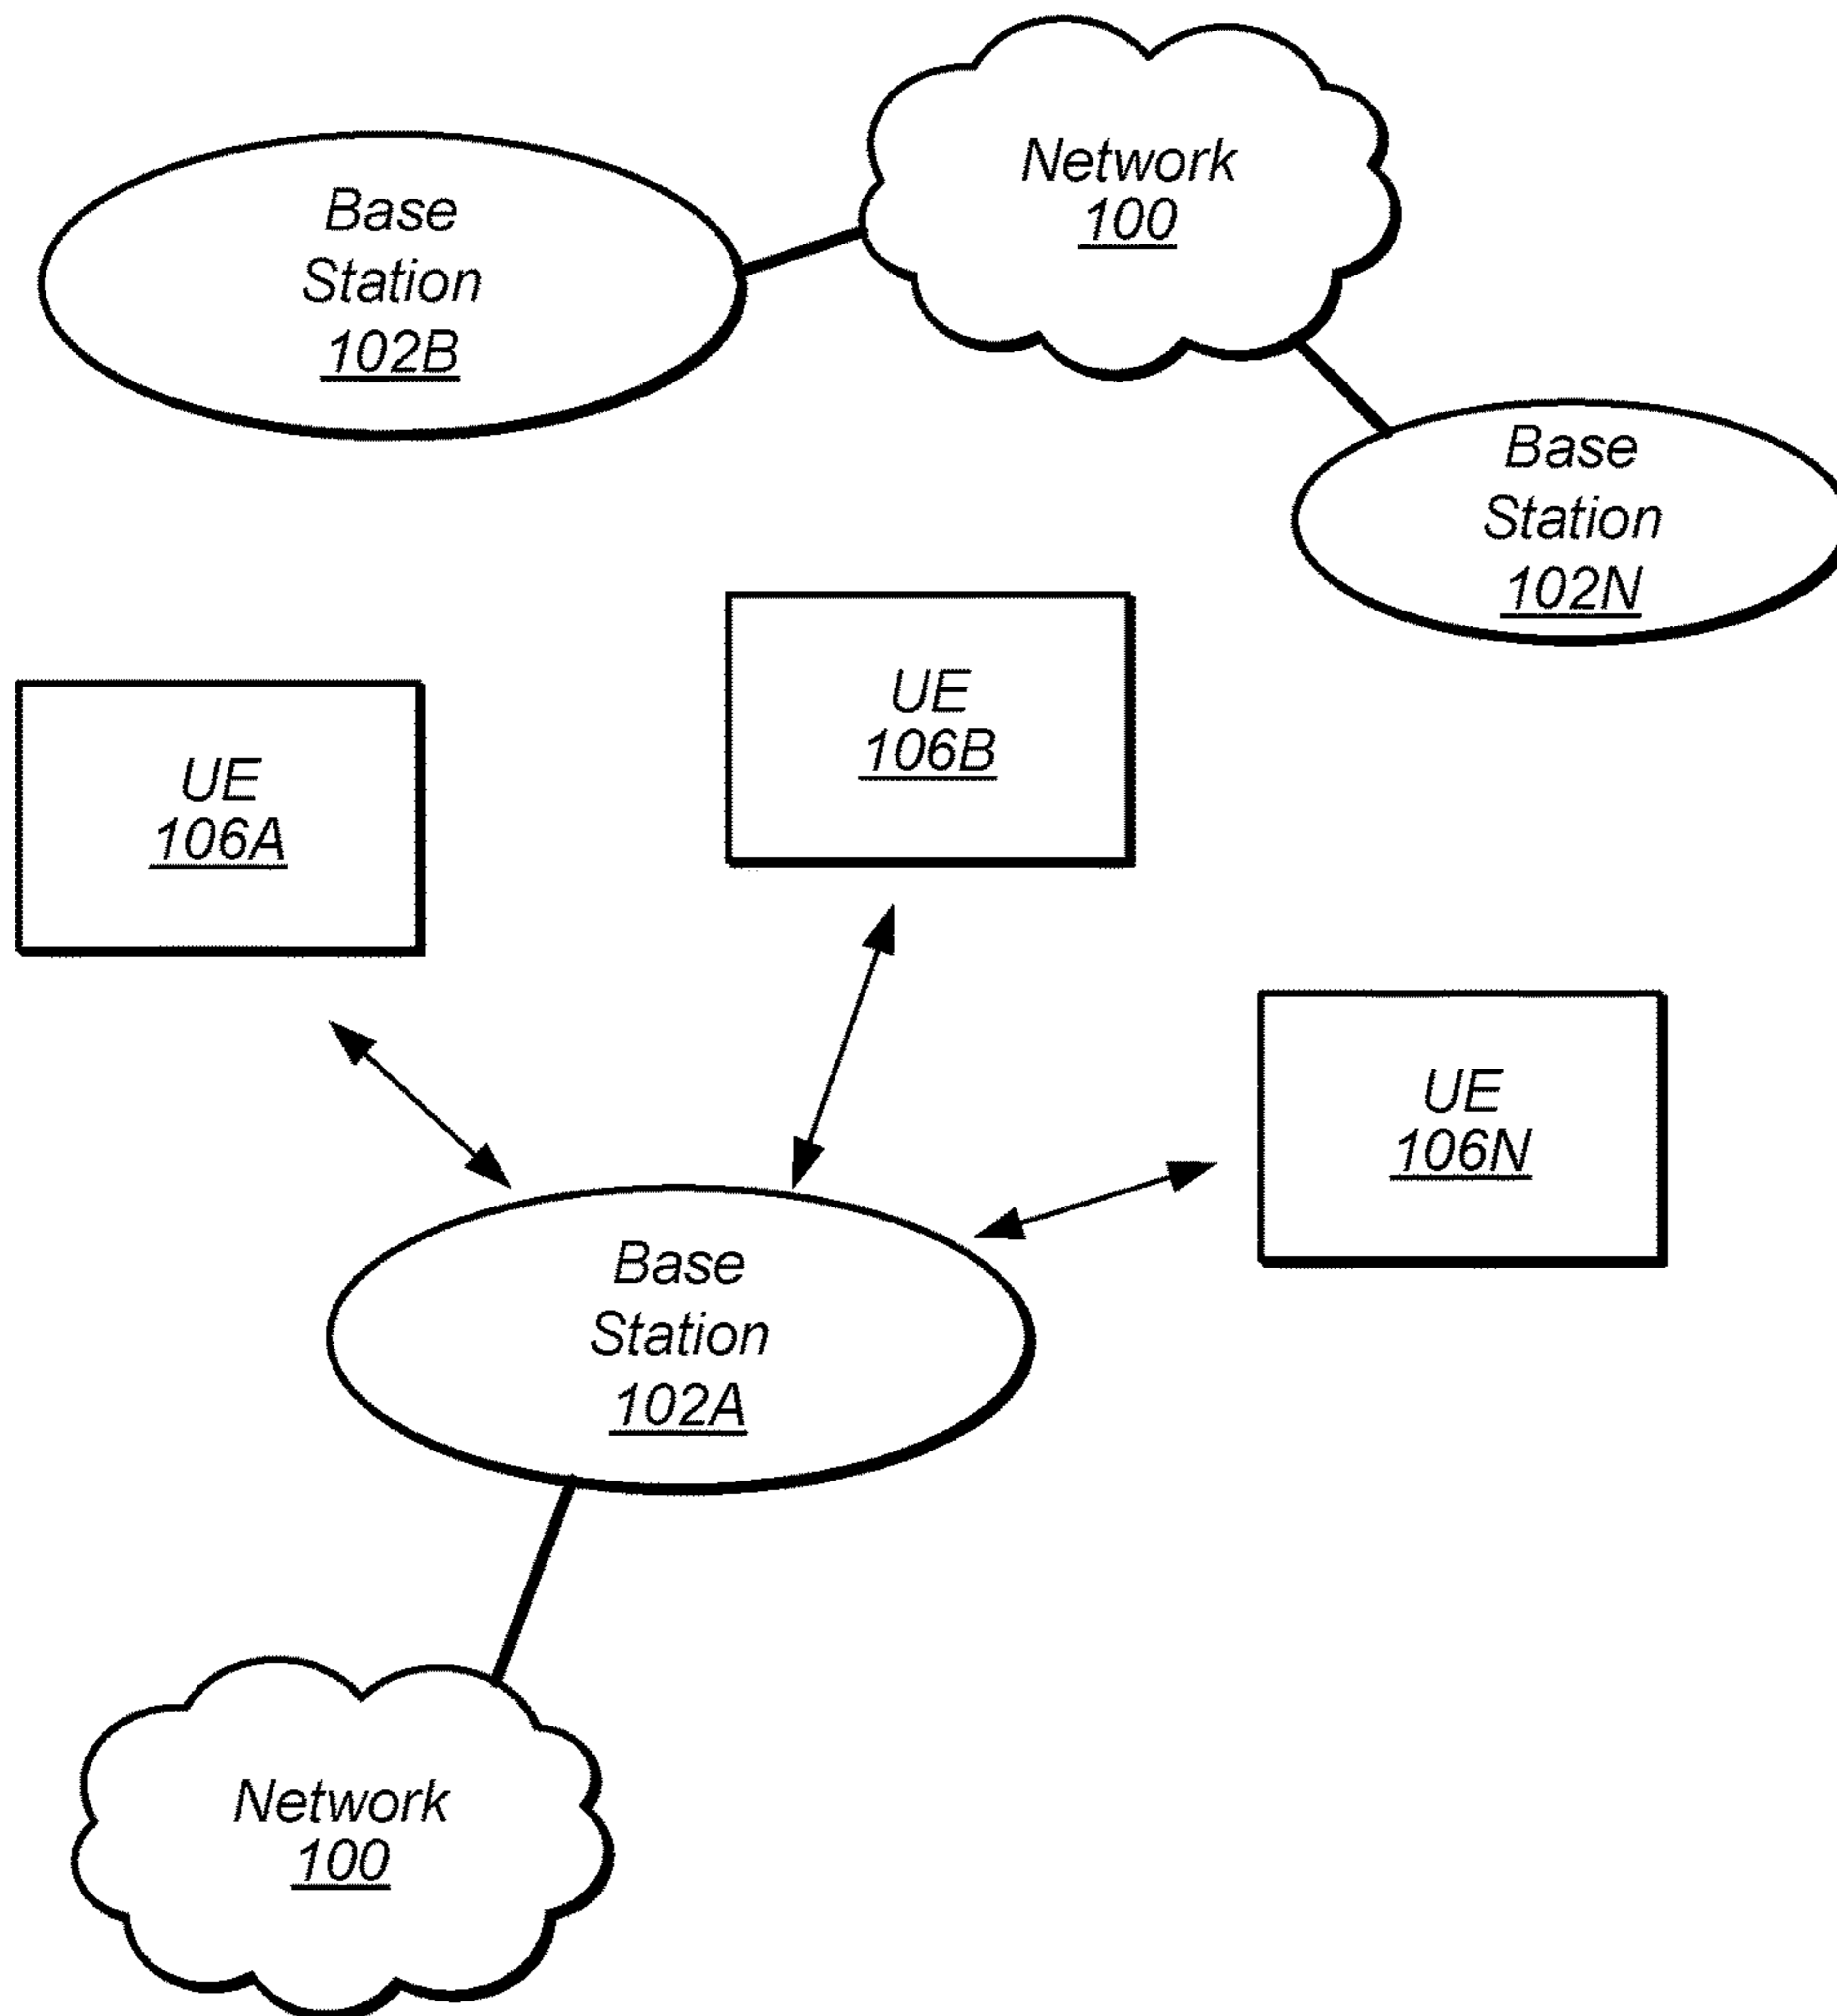 Network
100
Base
Station
102B
Base
Station
102N
UE
106B
UE
106A
UE
106N
Base
Station
102A
Network
100